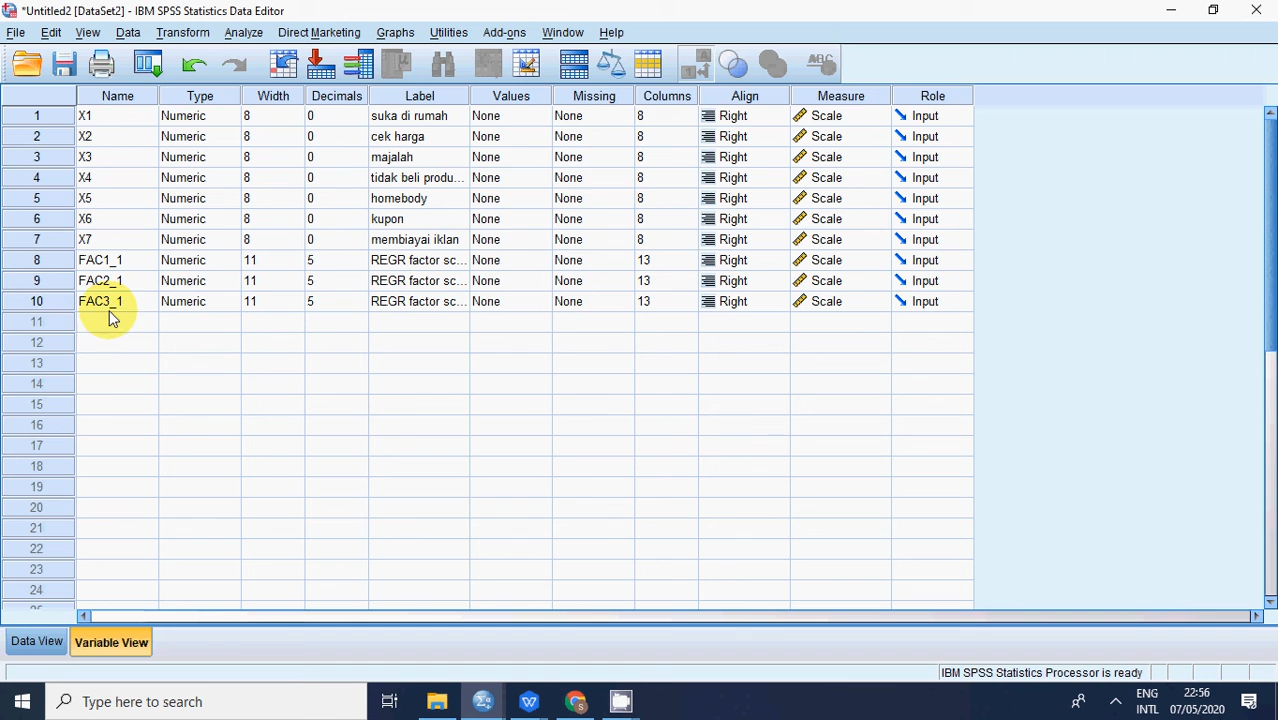 *Untitled2 [DataSet2] - IBM SPSS Statistics Data Editor
File Edit View Data Transform Analyze Direct Marketing Graphs Utilities Add-ons Window Help
Name Type Width Decimals Label Values Missing Columns Align Measure Role
1 X1 Numeric 8 0 suka di rumah None None 8 Right Scale Input
2 X2 Numeric 8 0 cek harga None None 8 Right Scale Input
3 X3 Numeric 8 0 majalah None None 8 Right Scale Input
4 X4 Numeric 8 0 tidak beli produ... None None 8 Right Scale Input
5 X5 Numeric 8 0 homebody None None 8 Right Scale Input
6 X6 Numeric 8 0 kupon None None 8 Right Scale Input
7 X7 Numeric 8 0 membiayai iklan None None 8 Right Scale Input
8 FAC1_1 Numeric 11 5 REGR factor sc... None None 13 Right Scale Input
9 FAC2_1 Numeric 11 5 REGR factor sc... None None 13 Right Scale Input
10 FAC3_1 Numeric 11 5 REGR factor sc... None None 13 Right Scale Input
11
12
13
14
15
16
17
18
19
20
21
22
23
24
Data View Variable View
IBM SPSS Statistics Processor is ready
Type here to search
ENG
INTL
22:56
07/05/2020